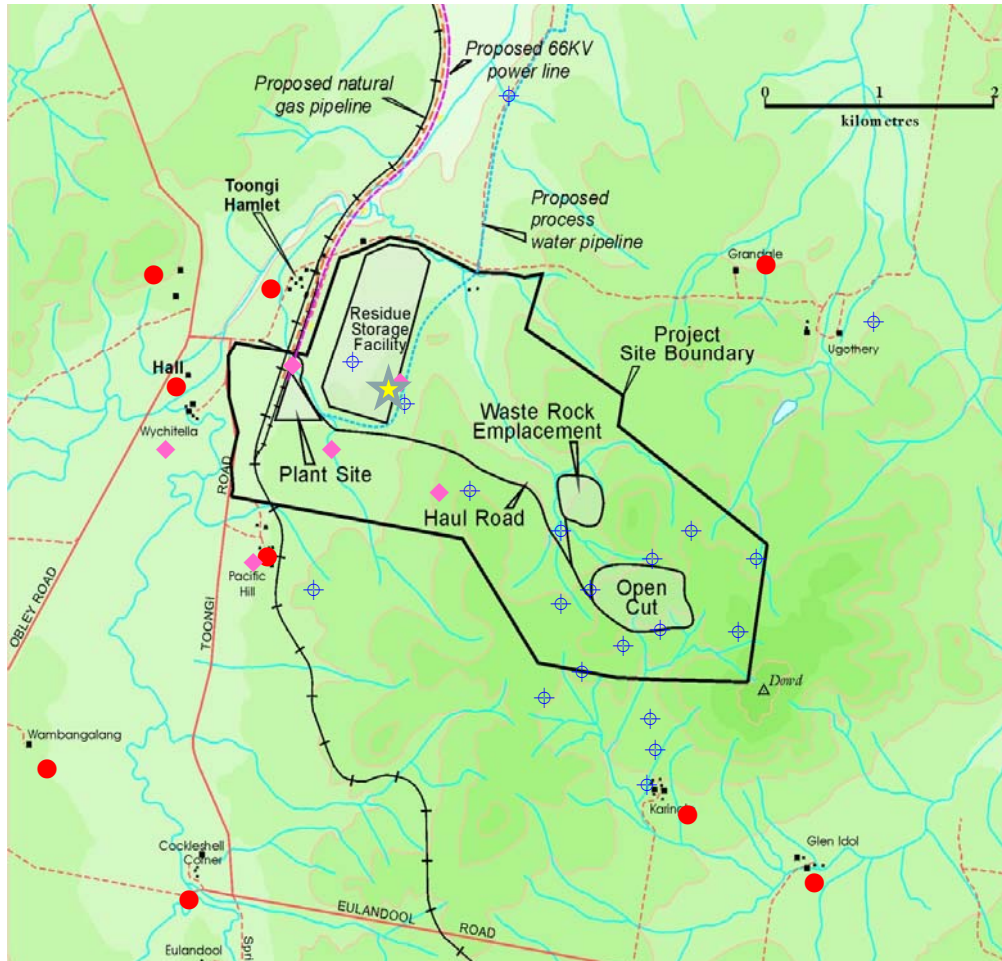 Proposed 66KV
power line
Proposed natural
gas pipeline
0 1 2
kilometres
Toongi
Hamlet
Proposed
process
water pipeline
Grandale
Residue
Storage
Facility
Project
Site Boundary
Ugothery
Hall
Waste Rock
Emplacement
Wychitella
Plant Site
ROAD
Haul Road
Pacific
Hill
Open
Cut
OBLEY ROAD
TOONGI
Dowd
Wambangalang
Glen Idol
Cockleshell
Corner
EULANDOOL
ROAD
Eulandool